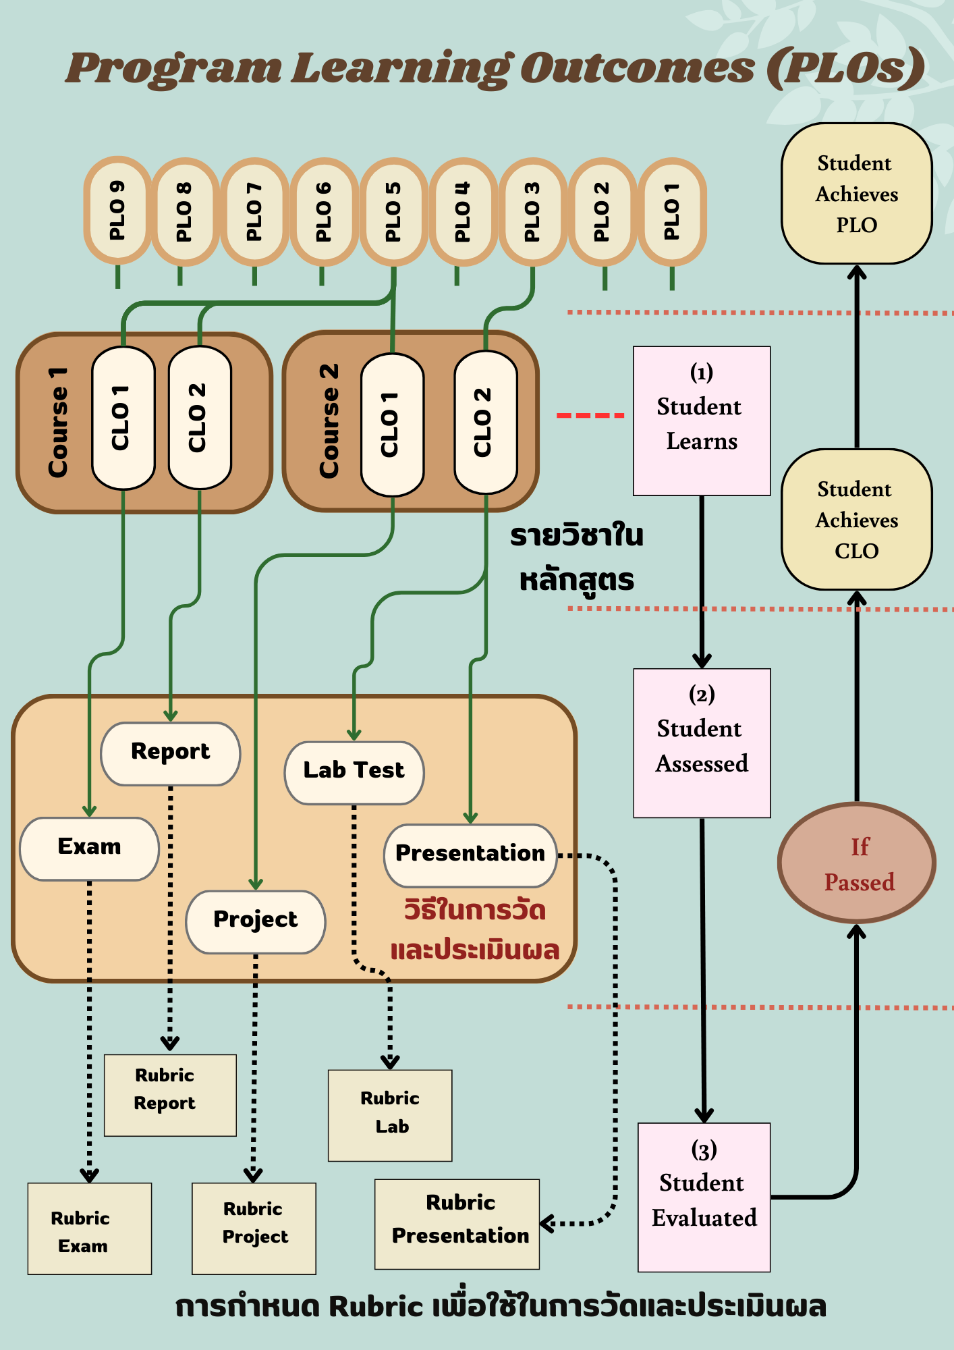 Program Learning Outcomes (PLOs)
PLO 9
PLO 8
PLO 7
PLO 6
PLO 5
PLO 4
PLO 3
PLO 2
PLO 1
Student
Achieves
PLO
Course 1
CLO 1
CLO 2
Course 2
CLO 1
CLO 2
(1)
Student
Learns
Student
Achieves
CLO
รายวิชาใน
หลักสูตร
(2)
Student
Assessed
Report
Lab Test
Exam
Presentation
Project
วิธีในการวัด
และประเมินผล
If
Passed
Rubric
Report
Rubric
Lab
Rubric
Exam
Rubric
Project
Rubric
Presentation
(3)
Student
Evaluated
การกำหนด Rubric เพื่อใช้ในการวัดและประเมินผล